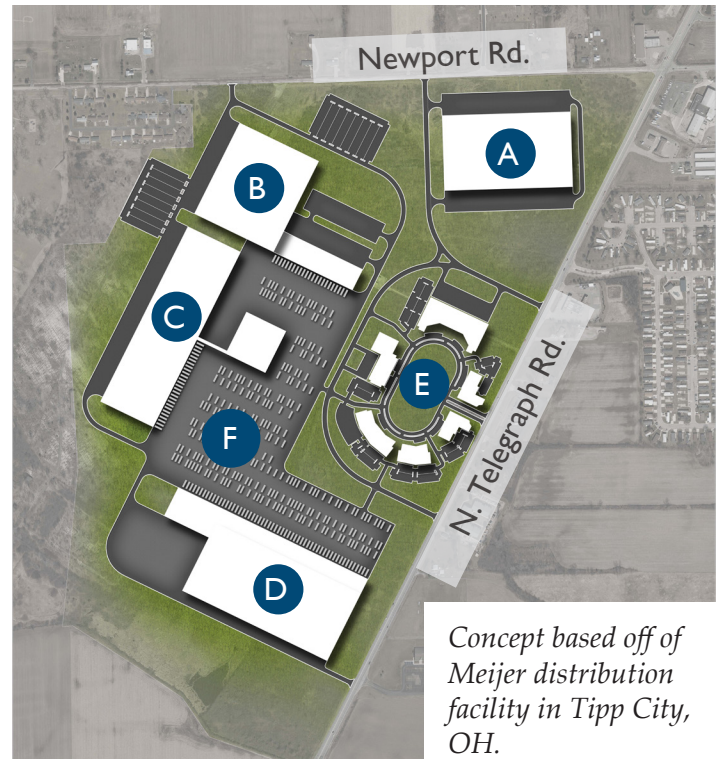 Newport Rd.
A
B
C
E
F
N. Telegraph Rd.
D
Concept based off of
Meijer distribution
facility in Tipp City,
OH.